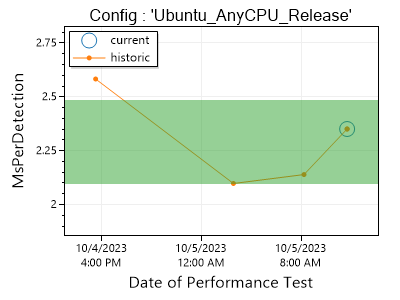 Config : 'Ubuntu_AnyCPU_Release'
current
historic
MsPerDetection
2.75
2.5
2.25
2
10/4/2023
4:00 PM
10/5/2023
12:00 AM
10/5/2023
8:00 AM
Date of Performance Test